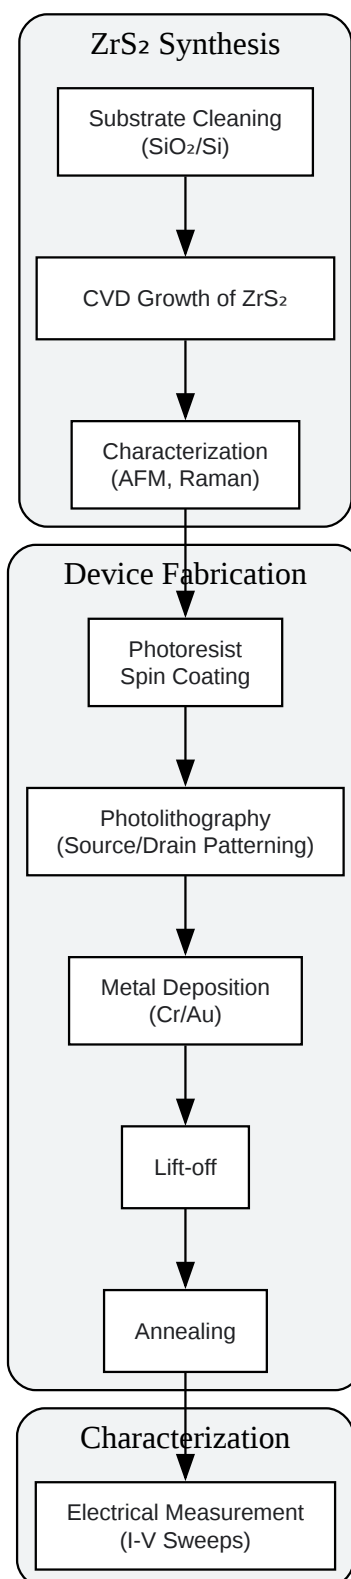 ZrS₂ Synthesis
Substrate Cleaning
(SiO₂/Si)
CVD Growth of ZrS₂
Characterization
(AFM, Raman)
Device Fabrication
Photoresist
Spin Coating
Photolithography
(Source/Drain Patterning)
Metal Deposition
(Cr/Au)
Lift-off
Annealing
Characterization
Electrical Measurement
(I-V Sweeps)